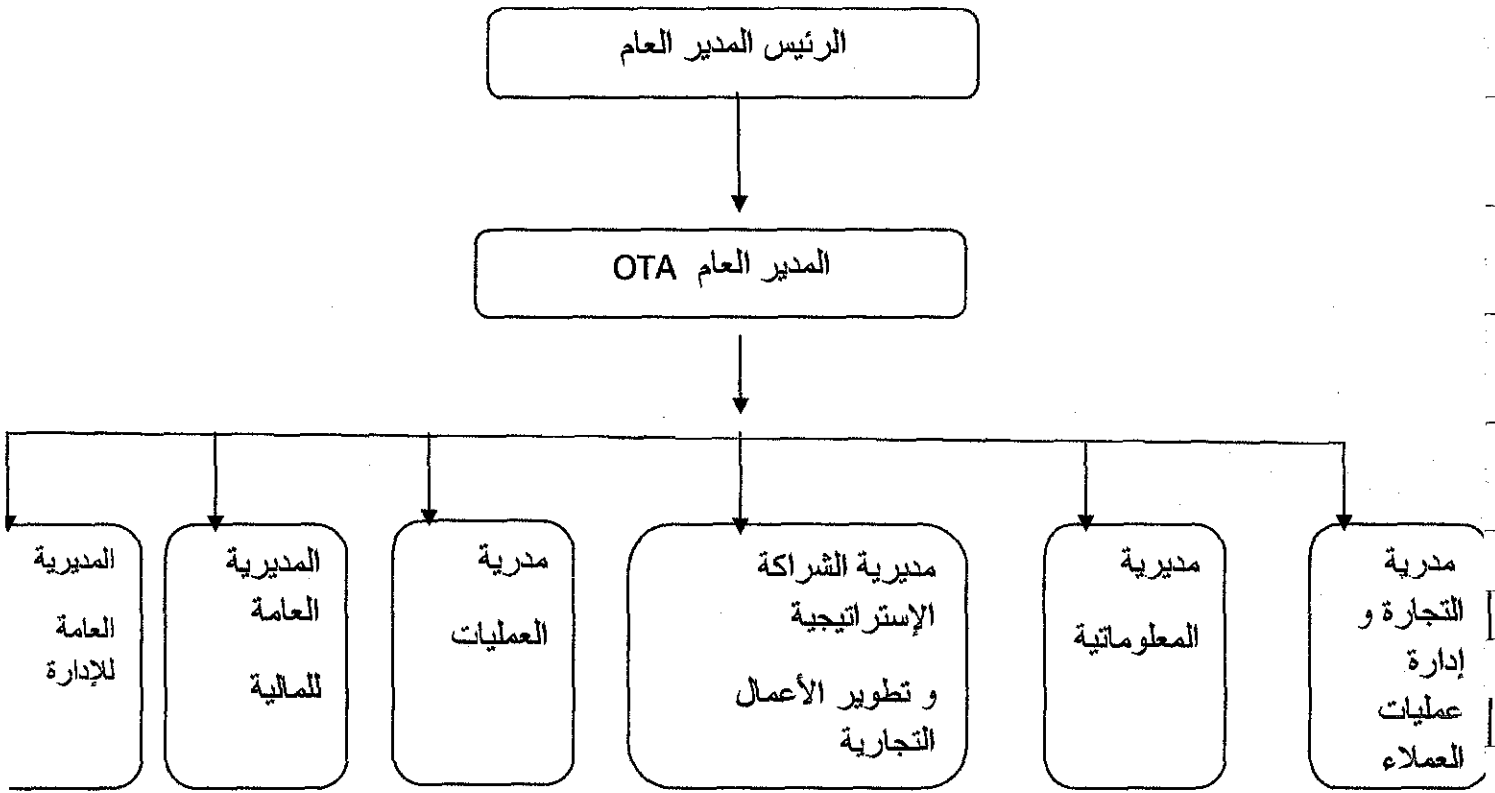 الرئيس المدير العام
المدير العام OTA
مدرية
التجارة و
إدارة
عمليات
العملاء
مديرية
المعلوماتية
مديرية الشراكة
الإستراتيجية
و تطوير الأعمال
التجارية
مدرية
العمليات
المديرية
العامة
للمالية
المديرية
العامة
للإدارة